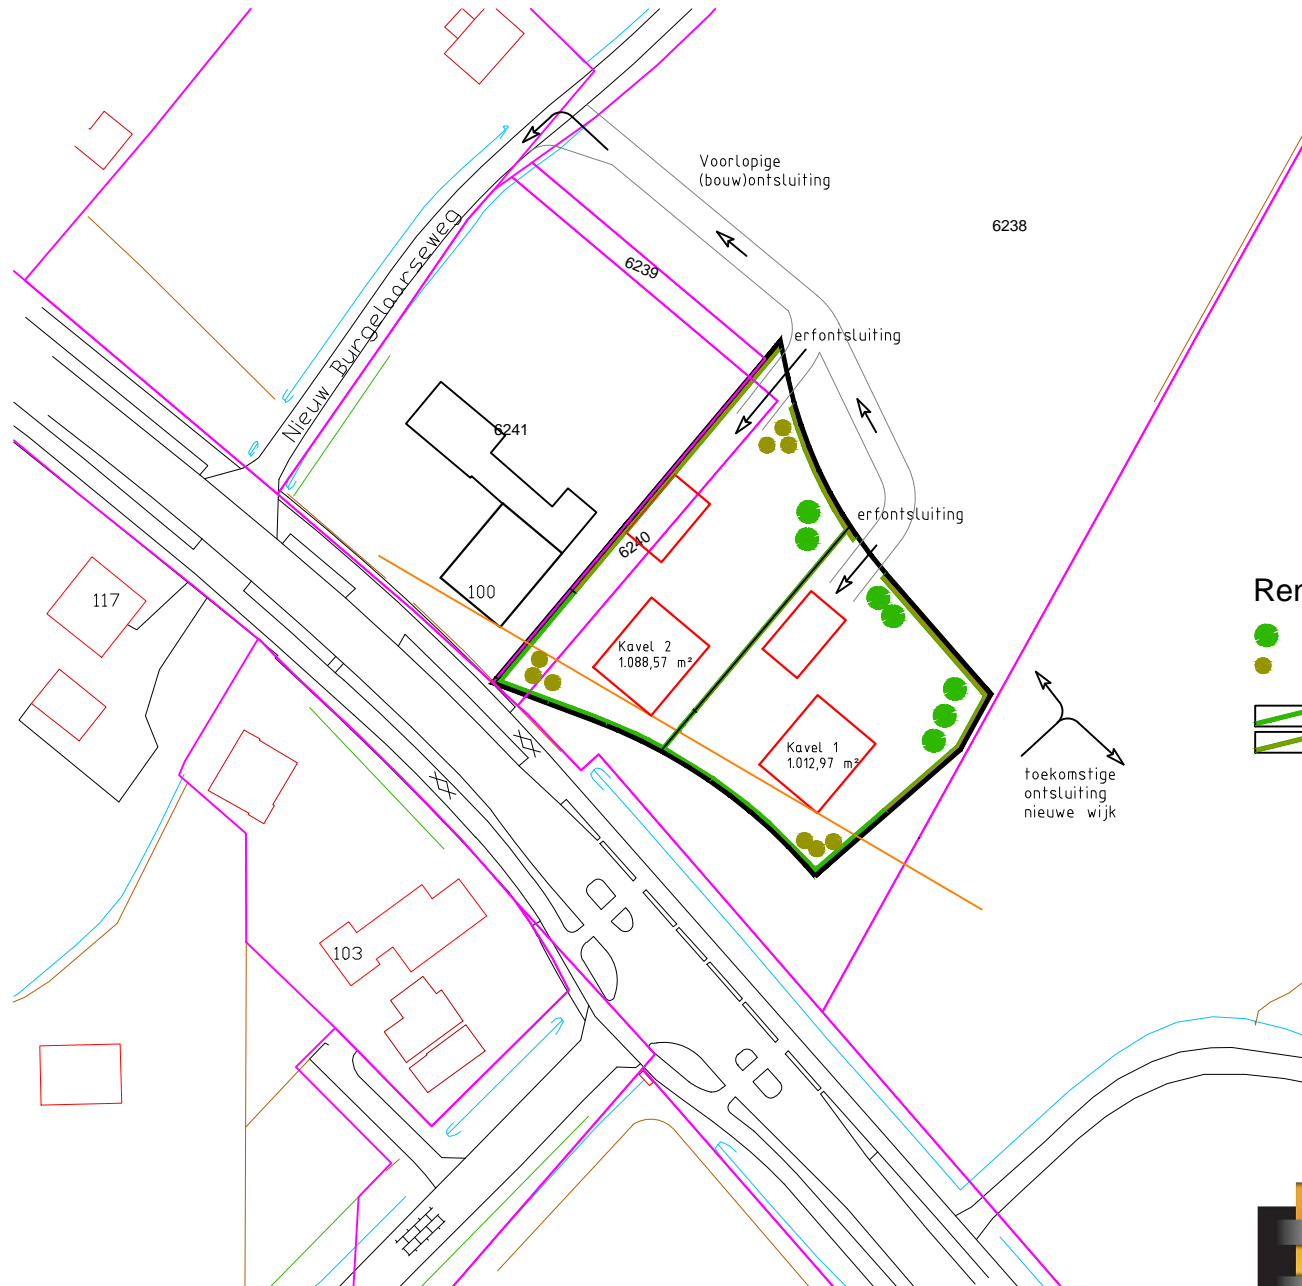 Voorlopige
(bouw)ontsluiting
6238
Nieuw Burgelaarseweg
6239
erfontsluiting
6241
erfontsluiting
6240
100
117
Kavel 2
1.088,57 m²
Kavel 1
1.012,97 m²
toekomstige
ontsluiting
nieuwe wijk
103